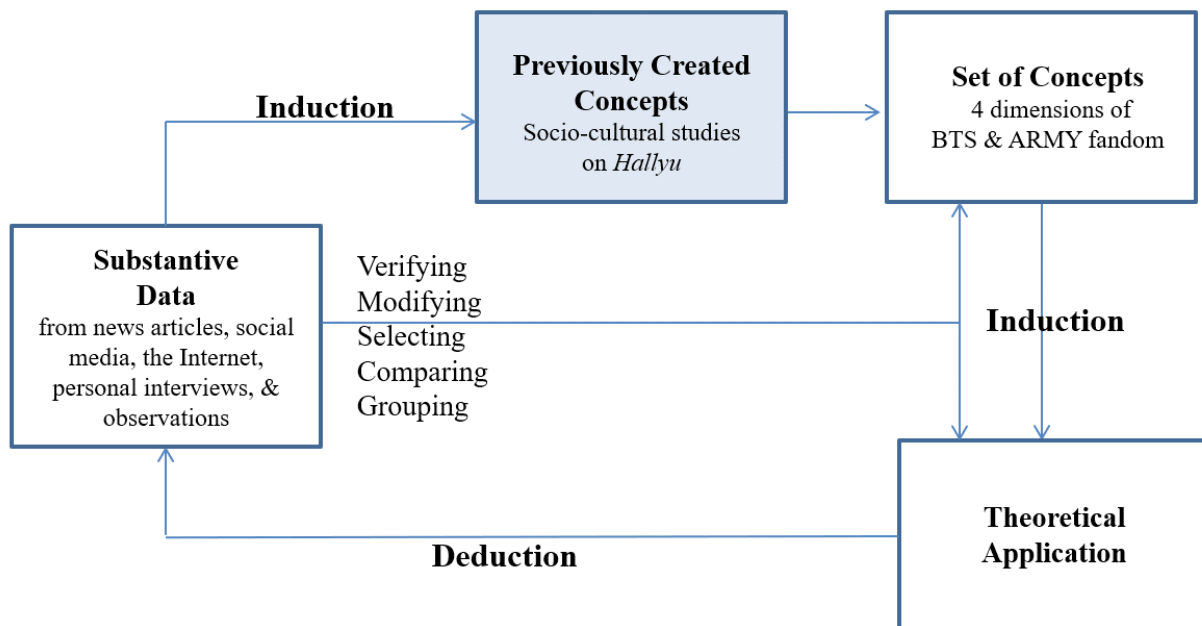 Previously Created
Concepts
Socio-cultural studies
on Hallyu
Set of Concepts
4 dimensions of
BTS & ARMY fandom
Induction
Substantive
Data
from news articles, social
media, the Internet,
personal interviews, &
observations
Verifying
Modifying
Selecting
Comparing
Grouping
Induction
Theoretical
Application
Deduction